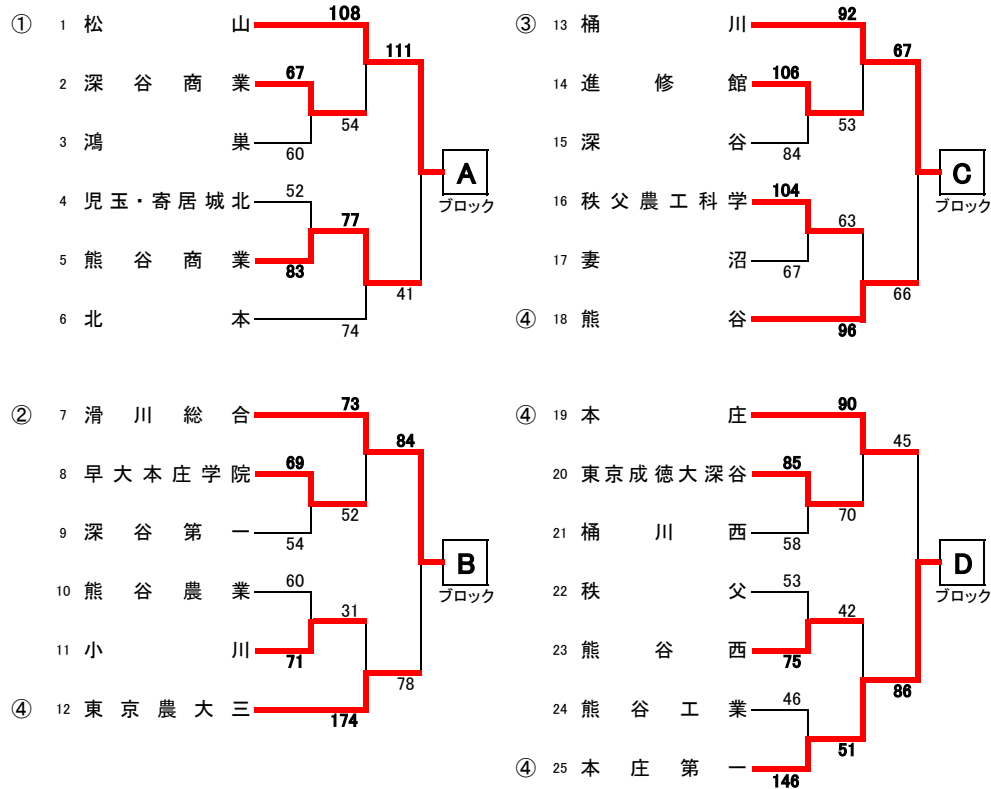 ① 1 松山 108
111
2 深谷商業 67
54
3 鴻巣 60
A
ブロック
4 児玉・寄居城北 52
77
5 熊谷商業 83
41
6 北本 74
② 7 滑川総合 73
84
8 早大本庄学院 69
52
9 深谷第一 54
B
ブロック
10 熊谷農業 60
31
11 小川 71
78
④ 12 東京農大三 174
③ 13 桶川 92
67
14 進修館 106
53
15 深谷 84
C
ブロック
16 秩父農工科学 104
63
17 妻沼 67
66
④ 18 熊谷 96
④ 19 本庄 90
45
20 東京成徳大深谷 85
70
21 桶川西 58
D
ブロック
22 秩父 53
42
23 熊谷西 75
86
24 熊谷工業 46
51
④ 25 本庄第一 146